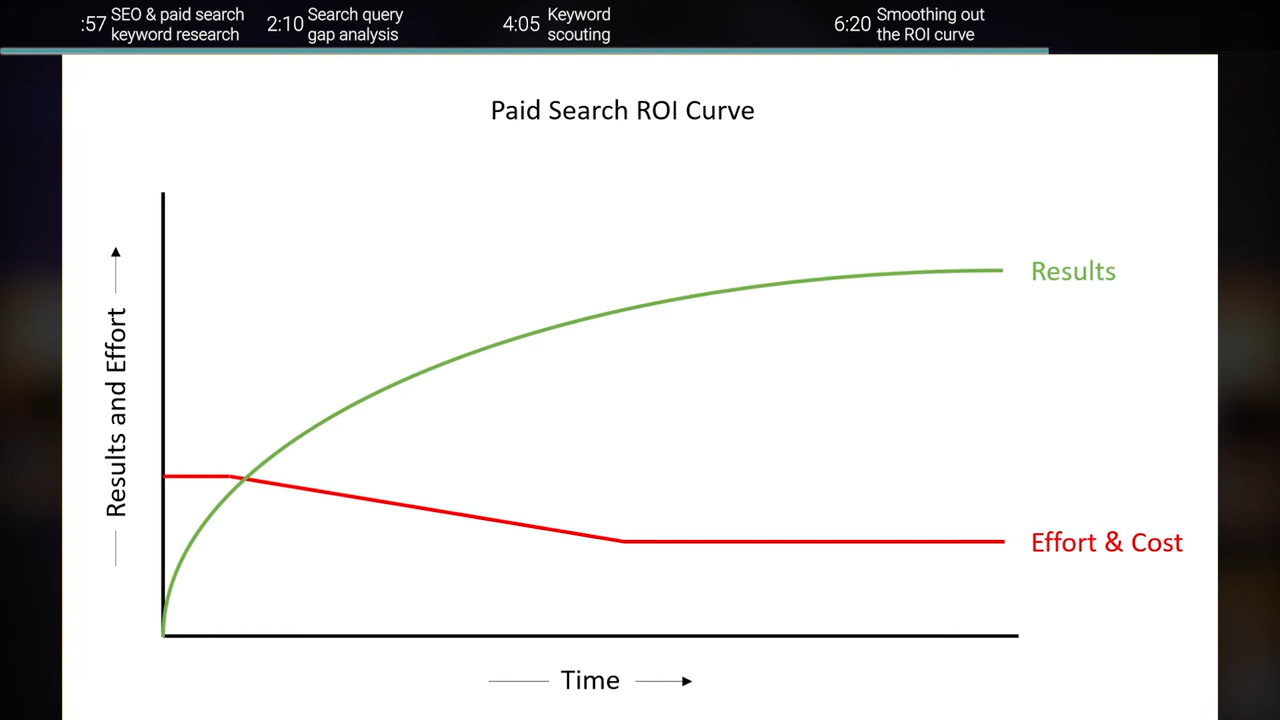 :57 SEO & paid search
keyword research
2:10 Search query
gap analysis
4:05 Keyword
scouting
6:20 Smoothing out
the ROI curve
Paid Search ROI Curve
Results and Effort
Results
Effort & Cost
Time